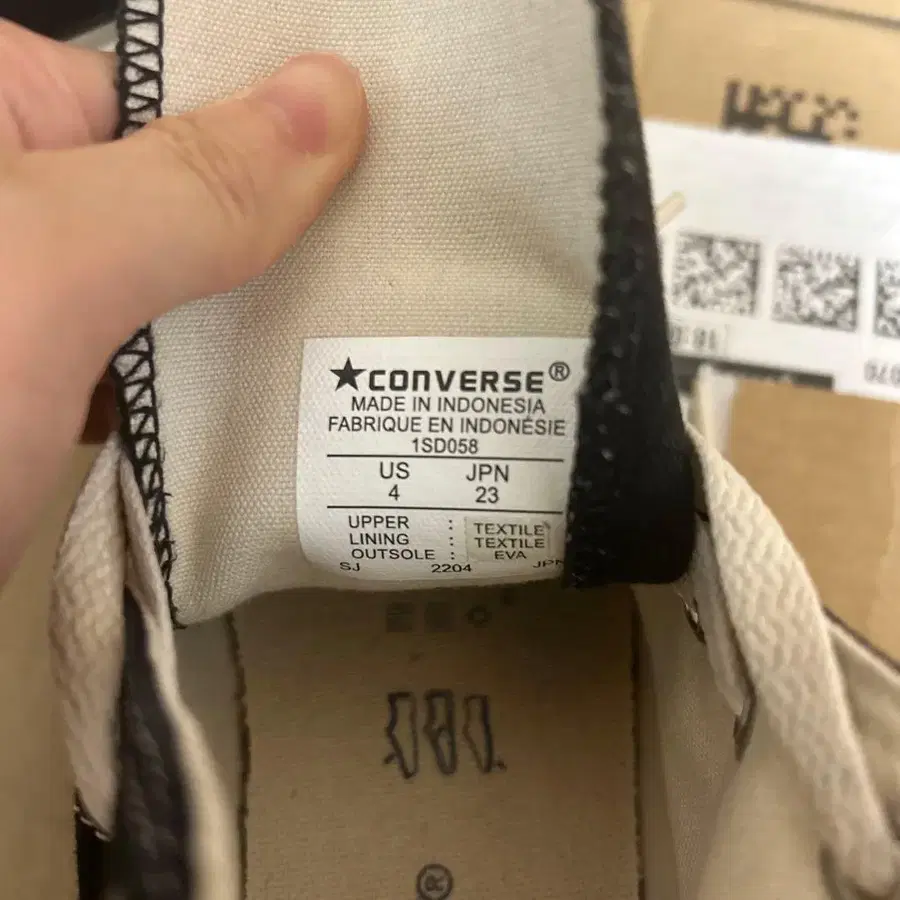 ★CONVERSE®
MADE IN INDONESIA
FABRIQUE EN INDONÉSIE
1SD058
US JPN
4 23
UPPER : TEXTILE
LINING : TEXTILE
OUTSOLE : EVA
SJ 2204 JPN
®